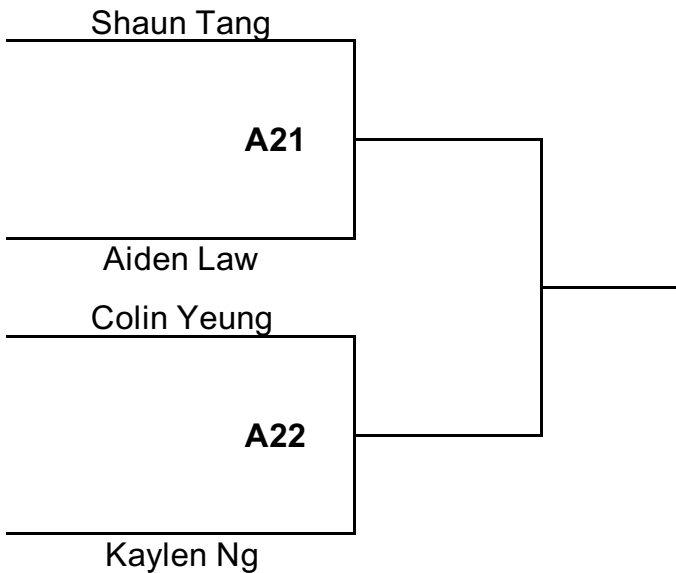 Shaun Tang
A21
Aiden Law
Colin Yeung
A22
Kaylen Ng